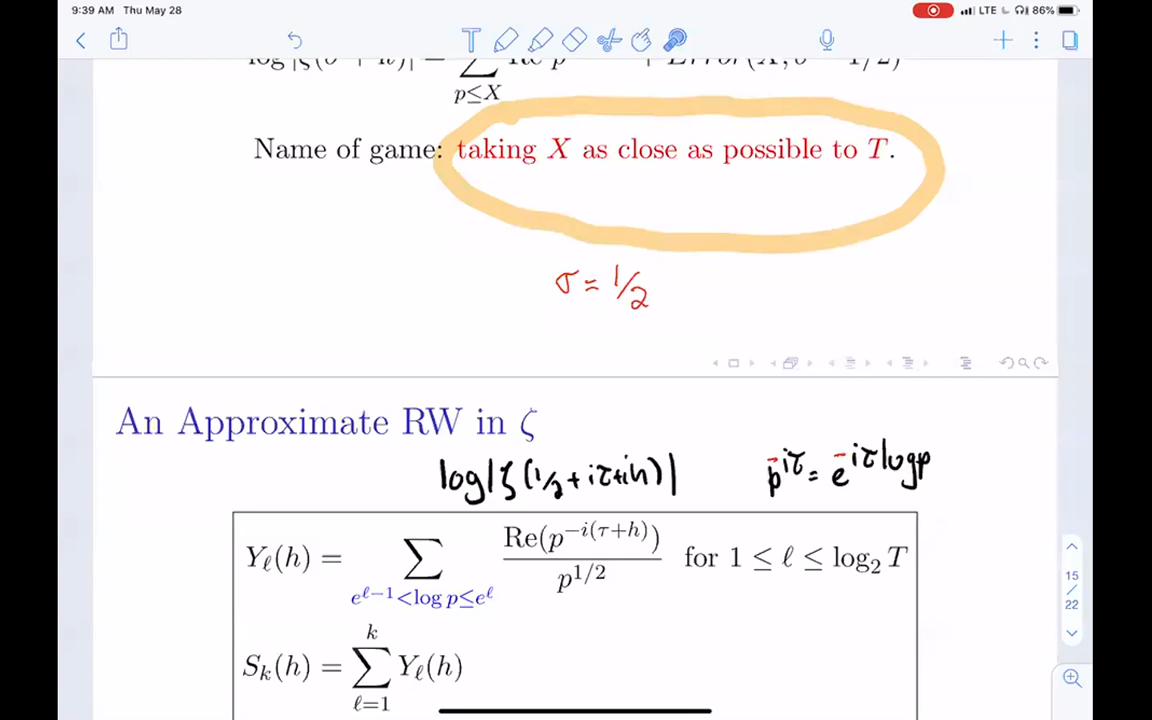 9:39 AM Thu May 28
LTE 86%
p≤X
Name of game: taking X as close as possible to T.
σ = 1/2
An Approximate RW in ζ
log|ζ(1/2+iτ+ih)| p^{-iτ} = e^{-iτ log p}
Y_ℓ(h) = ∑_{e^{ℓ-1}<log p≤e^ℓ} Re(p^{-i(τ+h)}) / p^{1/2} for 1 ≤ ℓ ≤ log₂ T
S_k(h) = ∑_{ℓ=1}^{k} Y_ℓ(h)
15
/
22